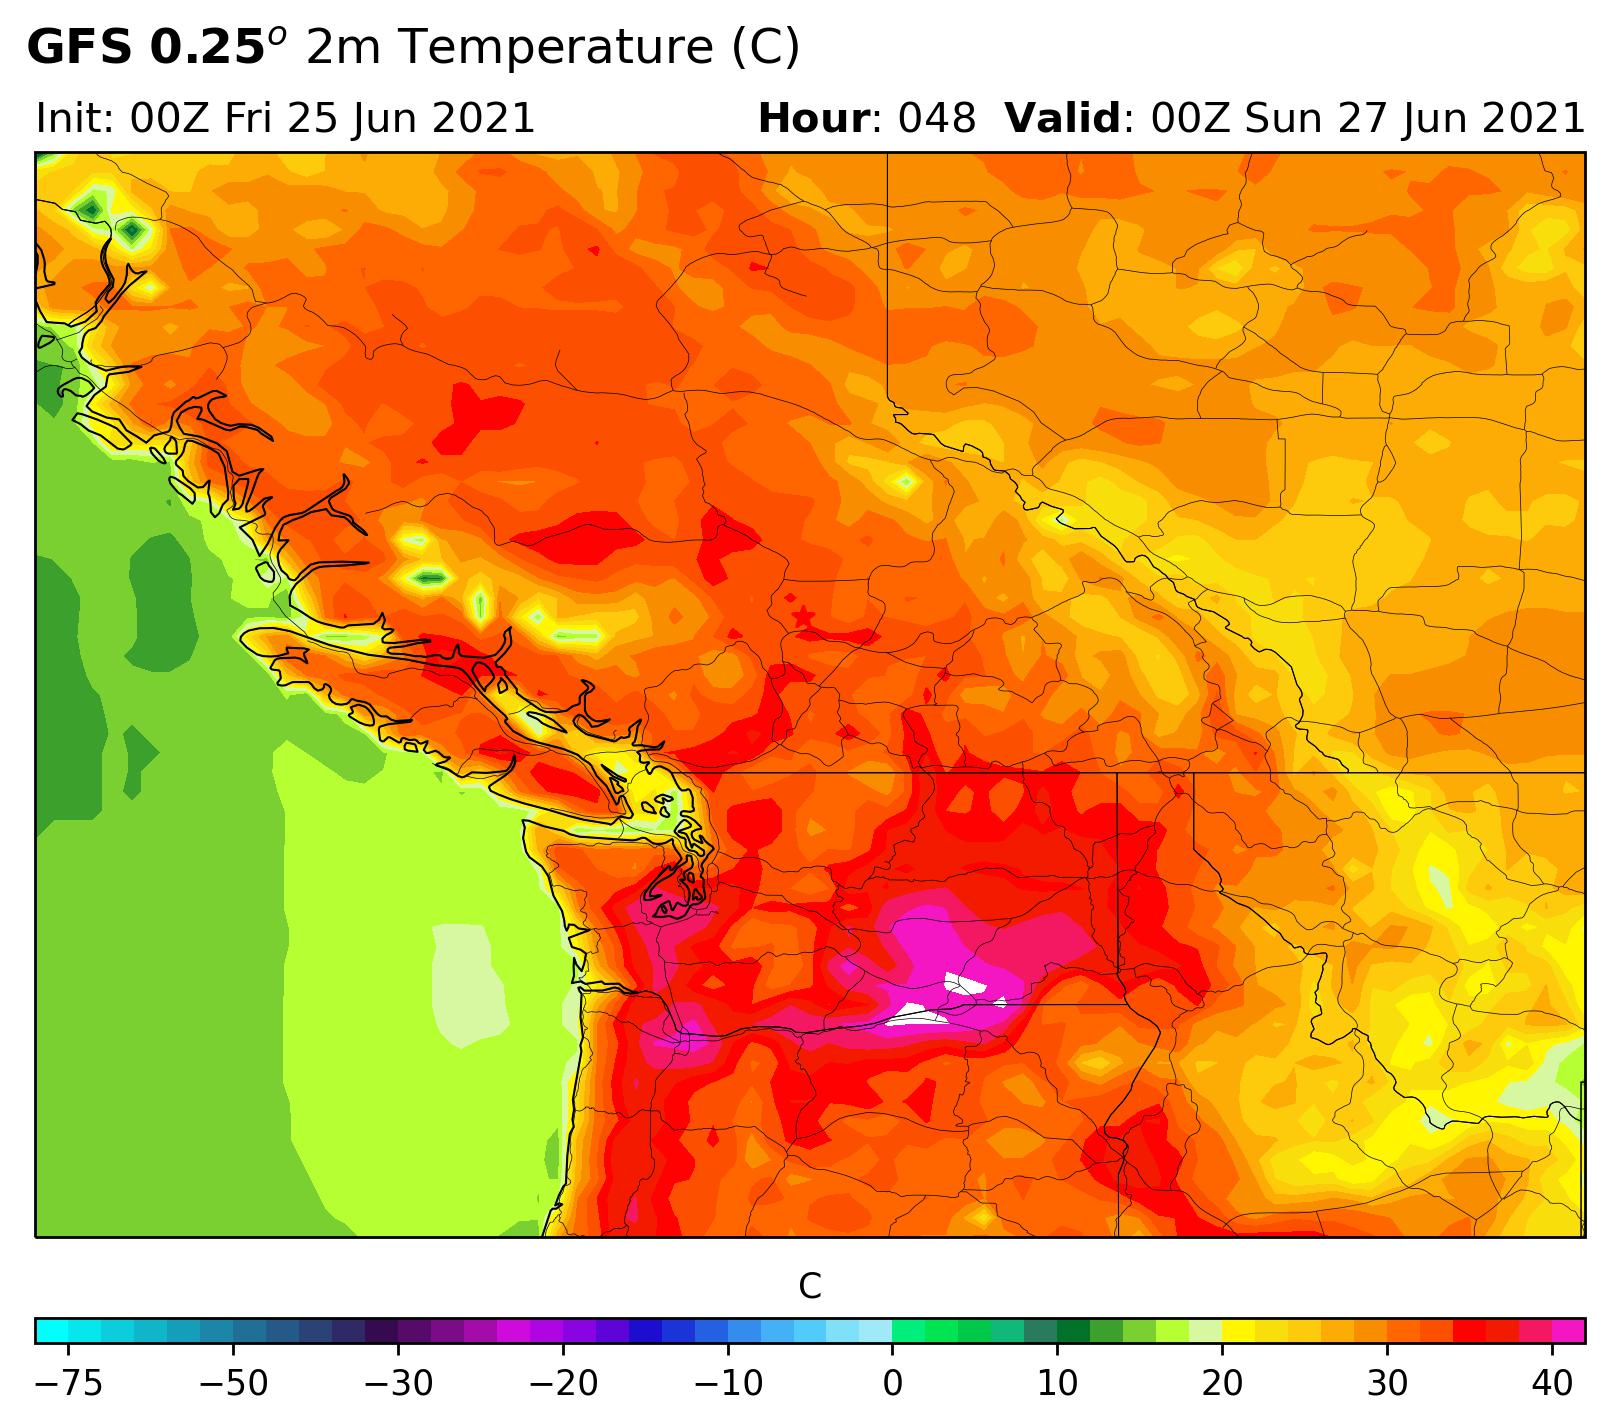 GFS 0.25° 2m Temperature (C)
Init: 00Z Fri 25 Jun 2021 Hour: 048 Valid: 00Z Sun 27 Jun 2021
C
−75 −50 −30 −20 −10 0 10 20 30 40